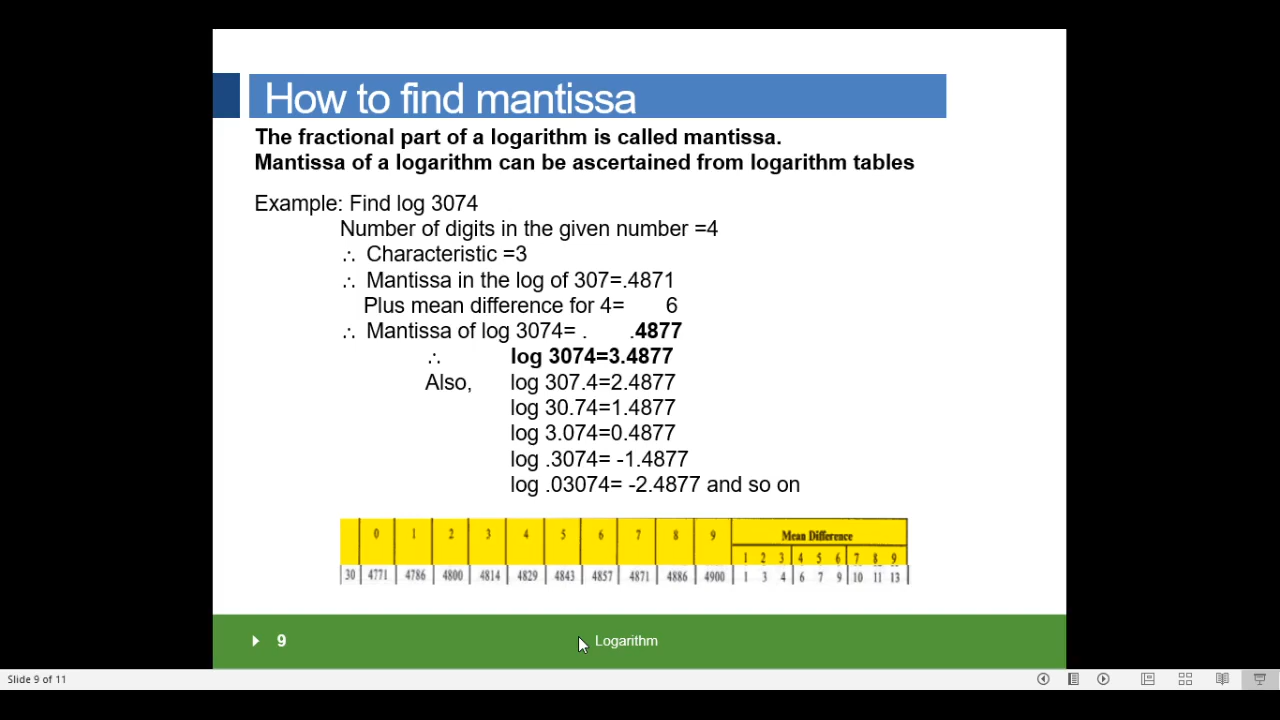 How to find mantissa
The fractional part of a logarithm is called mantissa.
Mantissa of a logarithm can be ascertained from logarithm tables
Example: Find log 3074
Number of digits in the given number =4
∴ Characteristic =3
∴ Mantissa in the log of 307=.4871
Plus mean difference for 4= 6
∴ Mantissa of log 3074= . .4877
∴ log 3074=3.4877
Also, log 307.4=2.4877
log 30.74=1.4877
log 3.074=0.4877
log .3074= -1.4877
log .03074= -2.4877 and so on
0 1 2 3 4 5 6 7 8 9 Mean Difference
1 2 3 4 5 6 7 8 9
30 4771 4786 4800 4814 4829 4843 4857 4871 4886 4900 1 3 4 6 7 9 10 11 13
9 Logarithm
Slide 9 of 11